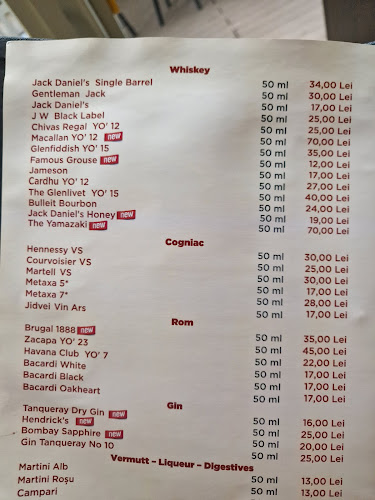 Whiskey
Jack Daniel's Single Barrel 50 ml 34,00 Lei
Gentleman Jack 50 ml 30,00 Lei
Jack Daniel's 50 ml 17,00 Lei
J W Black Label 50 ml 25,00 Lei
Chivas Regal YO' 12 50 ml 25,00 Lei
Macallan YO' 12 new 50 ml 70,00 Lei
Glenfiddish YO' 15 50 ml 35,00 Lei
Famous Grouse new 50 ml 12,00 Lei
Jameson 50 ml 17,00 Lei
Cardhu YO' 12 50 ml 27,00 Lei
The Glenlivet YO' 15 50 ml 40,00 Lei
Bulleit Bourbon 50 ml 24,00 Lei
Jack Daniel's Honey new 50 ml 19,00 Lei
The Yamazaki new 50 ml 70,00 Lei
Cogniac
Hennessy VS 50 ml 30,00 Lei
Courvoisier VS 50 ml 25,00 Lei
Martell VS 50 ml 30,00 Lei
Metaxa 5* 50 ml 17,00 Lei
Metaxa 7* 50 ml 28,00 Lei
Jidvei Vin Ars 50 ml 17,00 Lei
Rom
Brugal 1888 new 50 ml 35,00 Lei
Zacapa YO' 23 50 ml 45,00 Lei
Havana Club YO' 7 50 ml 22,00 Lei
Bacardi White 50 ml 17,00 Lei
Bacardi Black 50 ml 17,00 Lei
Bacardi Oakheart 50 ml 17,00 Lei
Gin
Tanqueray Dry Gin new 50 ml 16,00 Lei
Hendrick's new 50 ml 25,00 Lei
Bombay Sapphire new 50 ml 20,00 Lei
Gin Tanqueray No 10 50 ml 25,00 Lei
Vermutt – Liqueur – Digestives
Martini Alb 50 ml 13,00 Lei
Martini Roșu 50 ml 13,00 Lei
Campari